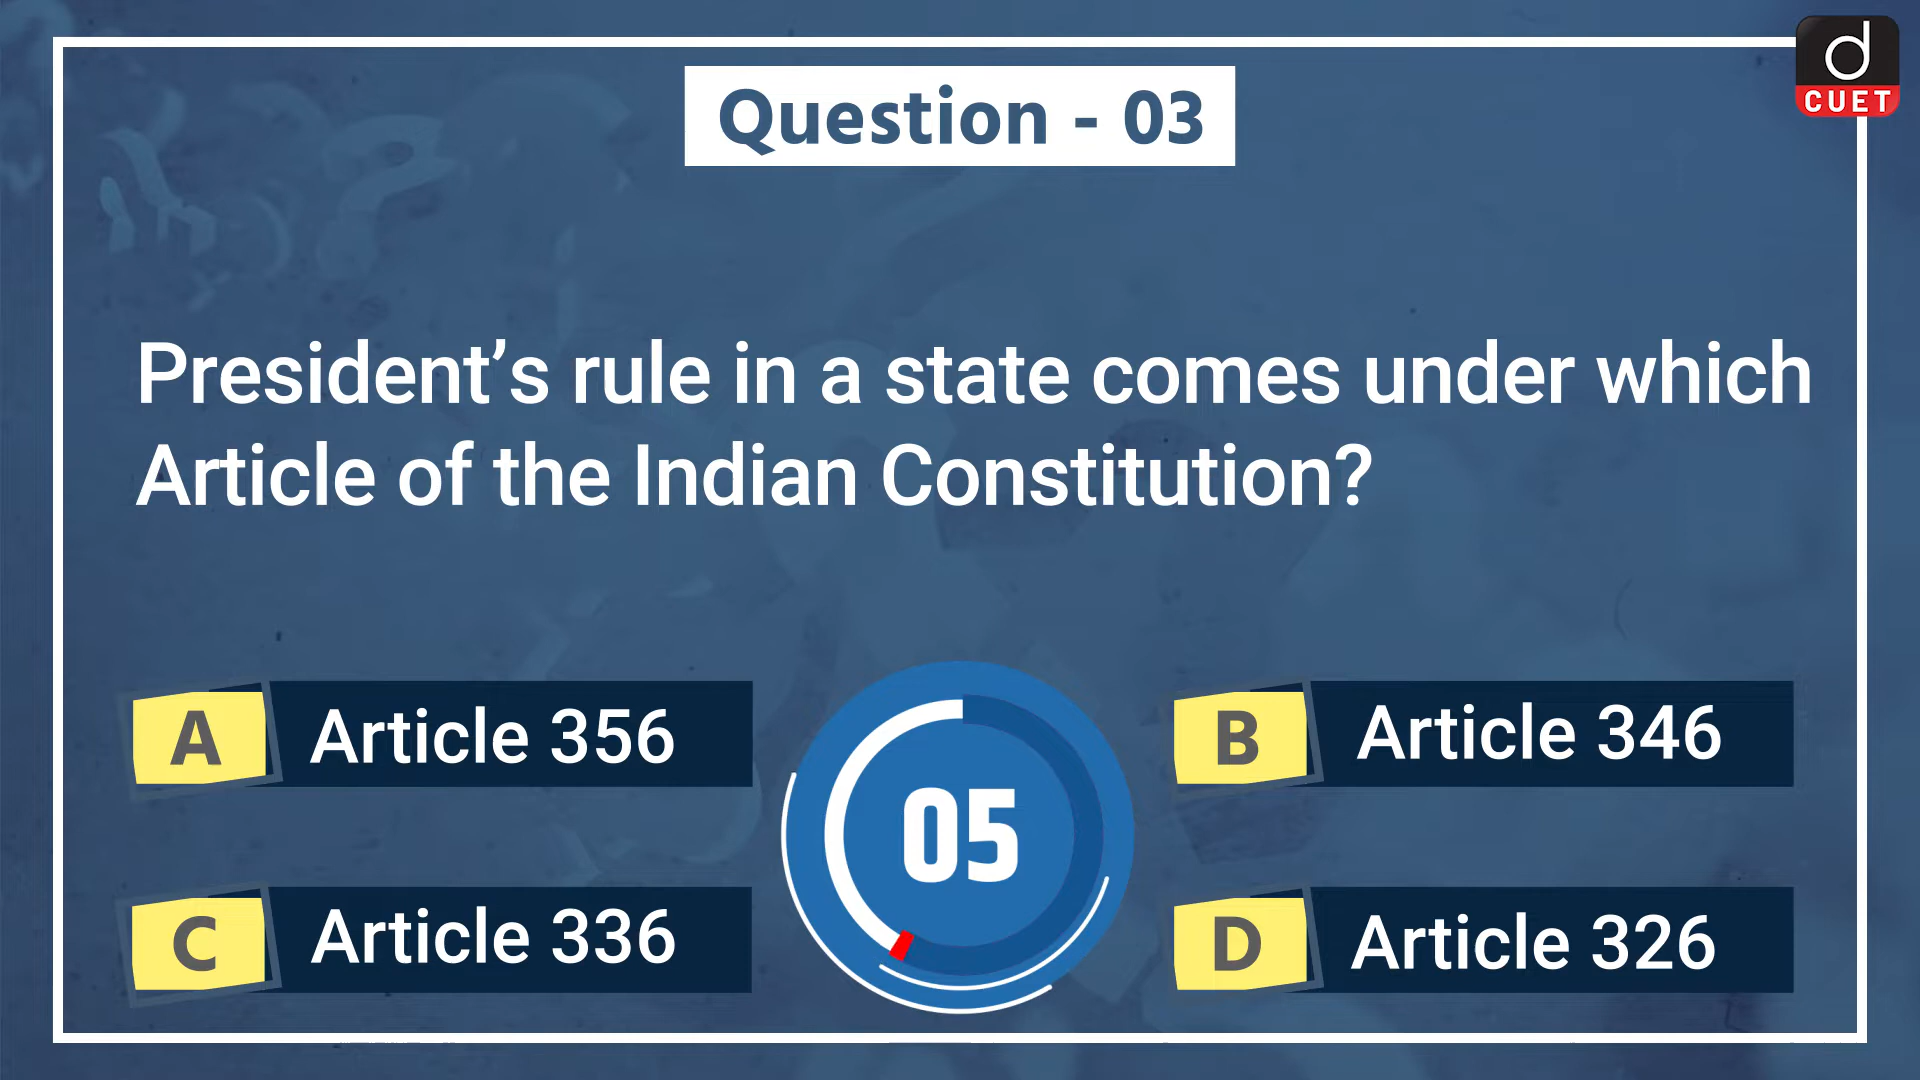 d
CUET
Question - 03
President’s rule in a state comes under which
Article of the Indian Constitution?
A Article 356
B Article 346
05
C Article 336
D Article 326